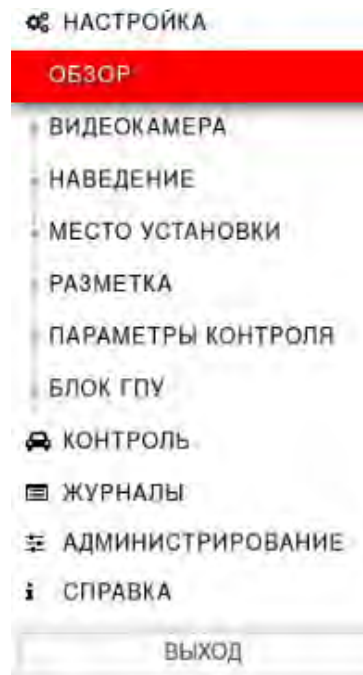 НАСТРОЙКА
ОБЗОР
ВИДЕОКАМЕРА
НАВЕДЕНИЕ
МЕСТО УСТАНОВКИ
РАЗМЕТКА
ПАРАМЕТРЫ КОНТРОЛЯ
БЛОК ГПУ
КОНТРОЛЬ
ЖУРНАЛЫ
АДМИНИСТРИРОВАНИЕ
СПРАВКА
ВЫХОД